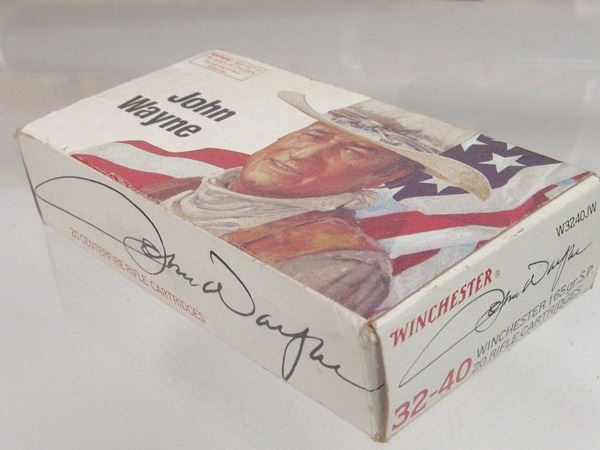 John
Wayne
John Wayne
20 CENTERFIRE RIFLE CARTRIDGES
W3240JW
WINCHESTER®
John Wayne
32-40 WINCHESTER 165 GR. S.P.
20 RIFLE CARTRIDGES